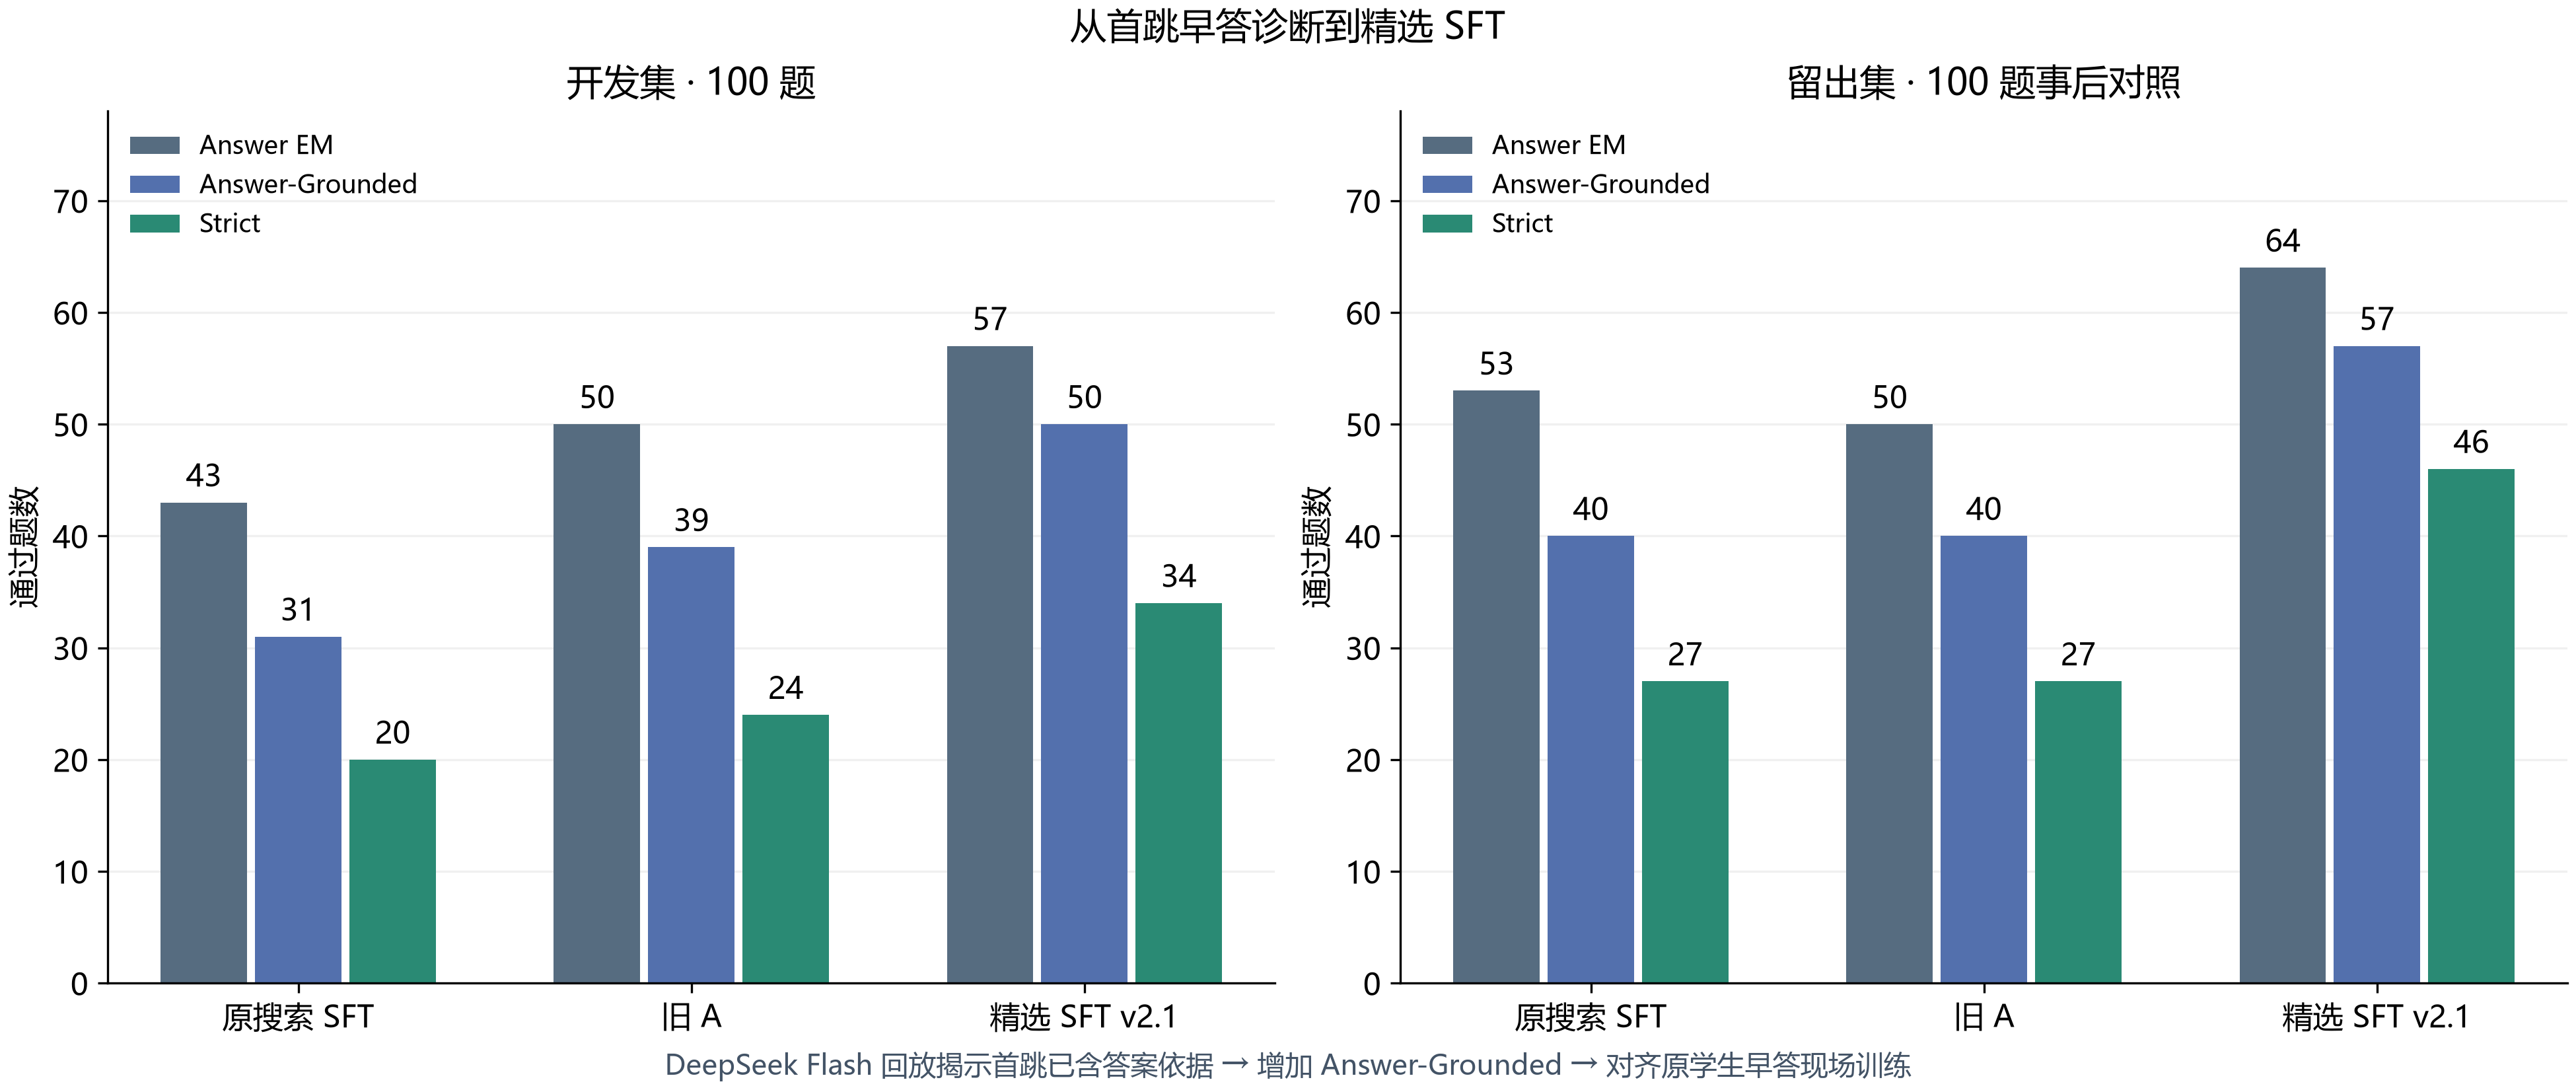 从首跳早答诊断到精选 SFT
开发集 · 100 题
Answer EM
Answer-Grounded
Strict
通过题数
70
60
50
40
30
20
10
0
43
31
20
50
39
24
57
50
34
原搜索 SFT
旧 A
精选 SFT v2.1
留出集 · 100 题事后对照
Answer EM
Answer-Grounded
Strict
通过题数
70
60
50
40
30
20
10
0
53
40
27
50
40
27
64
57
46
原搜索 SFT
旧 A
精选 SFT v2.1
DeepSeek Flash 回放揭示首跳已含答案依据 → 增加 Answer-Grounded → 对齐原学生早答现场训练